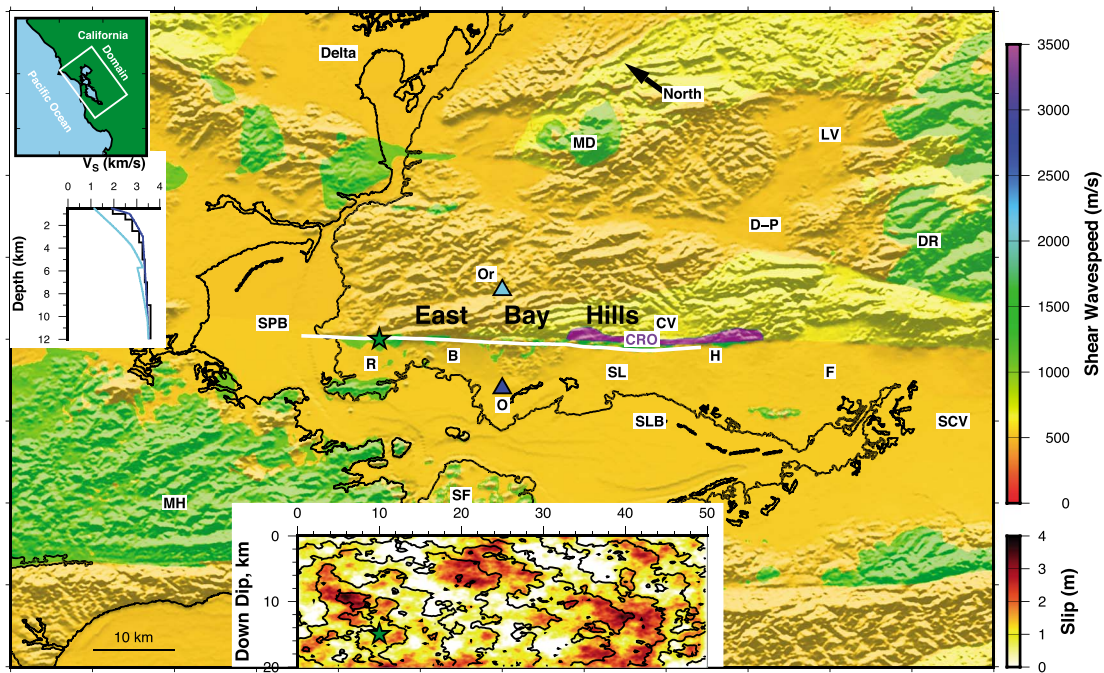 California
Domain
Pacific Ocean
Delta
North
MD
LV
D–P
DR
Or
East Bay Hills
SPB
CV
CRO
R
B
H
SL
F
O
SLB
SCV
MH
SF
10 km
VS (km/s)
0 1 2 3 4
Depth (km)
2
4
6
8
10
12
0 10 20 30 40 50
Down Dip, km
0
10
20
Shear Wavespeed (m/s)
3500
3000
2500
2000
1500
1000
500
0
Slip (m)
4
3
2
1
0